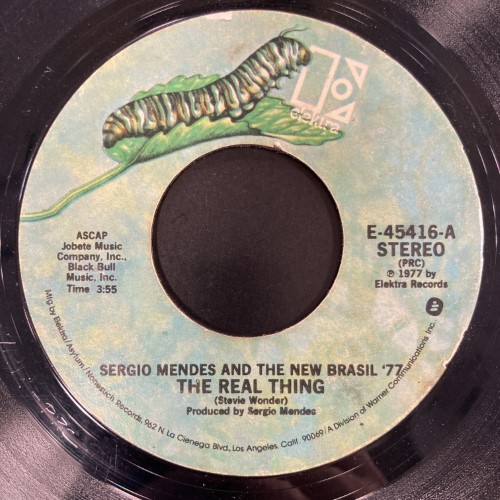 elektra
ASCAP
Jobete Music
Company, Inc.,
Black Bull
Music, Inc.
Time 3:55
E-45416-A
STEREO
(PRC)
℗ 1977 by
Elektra Records
SERGIO MENDES AND THE NEW BRASIL '77
THE REAL THING
(Stevie Wonder)
Produced by Sergio Mendes
Mfg by Elektra/Asylum/Nonesuch Records, 962 N. La Cienega Blvd., Los Angeles, Calif. 90069/A Division of Warner Communications Inc.